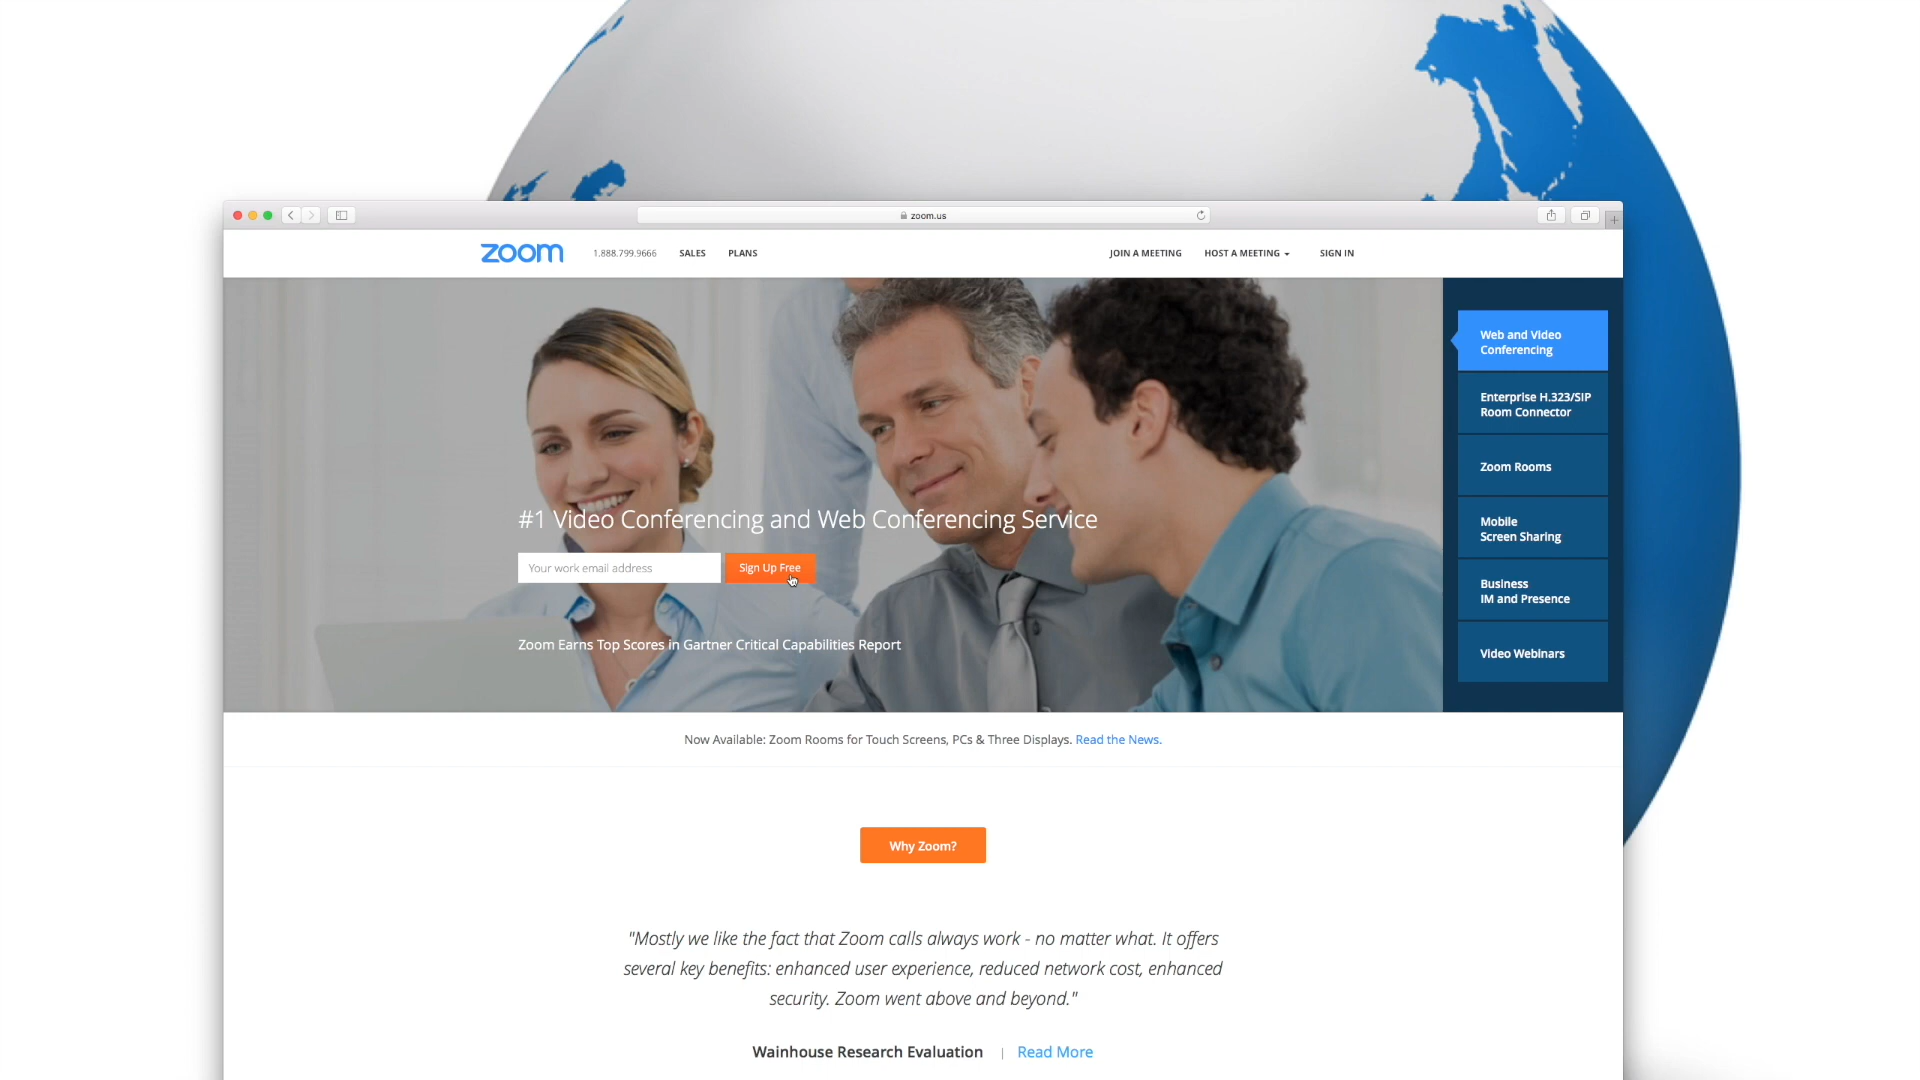 zoom.us
zoom 1.888.799.9666 SALES PLANS JOIN A MEETING HOST A MEETING SIGN IN
#1 Video Conferencing and Web Conferencing Service
Your work email address Sign Up Free
Zoom Earns Top Scores in Gartner Critical Capabilities Report
Web and Video
Conferencing
Enterprise H.323/SIP
Room Connector
Zoom Rooms
Mobile
Screen Sharing
Business
IM and Presence
Video Webinars
Now Available: Zoom Rooms for Touch Screens, PCs & Three Displays. Read the News.
Why Zoom?
"Mostly we like the fact that Zoom calls always work - no matter what. It offers
several key benefits: enhanced user experience, reduced network cost, enhanced
security. Zoom went above and beyond."
Wainhouse Research Evaluation | Read More